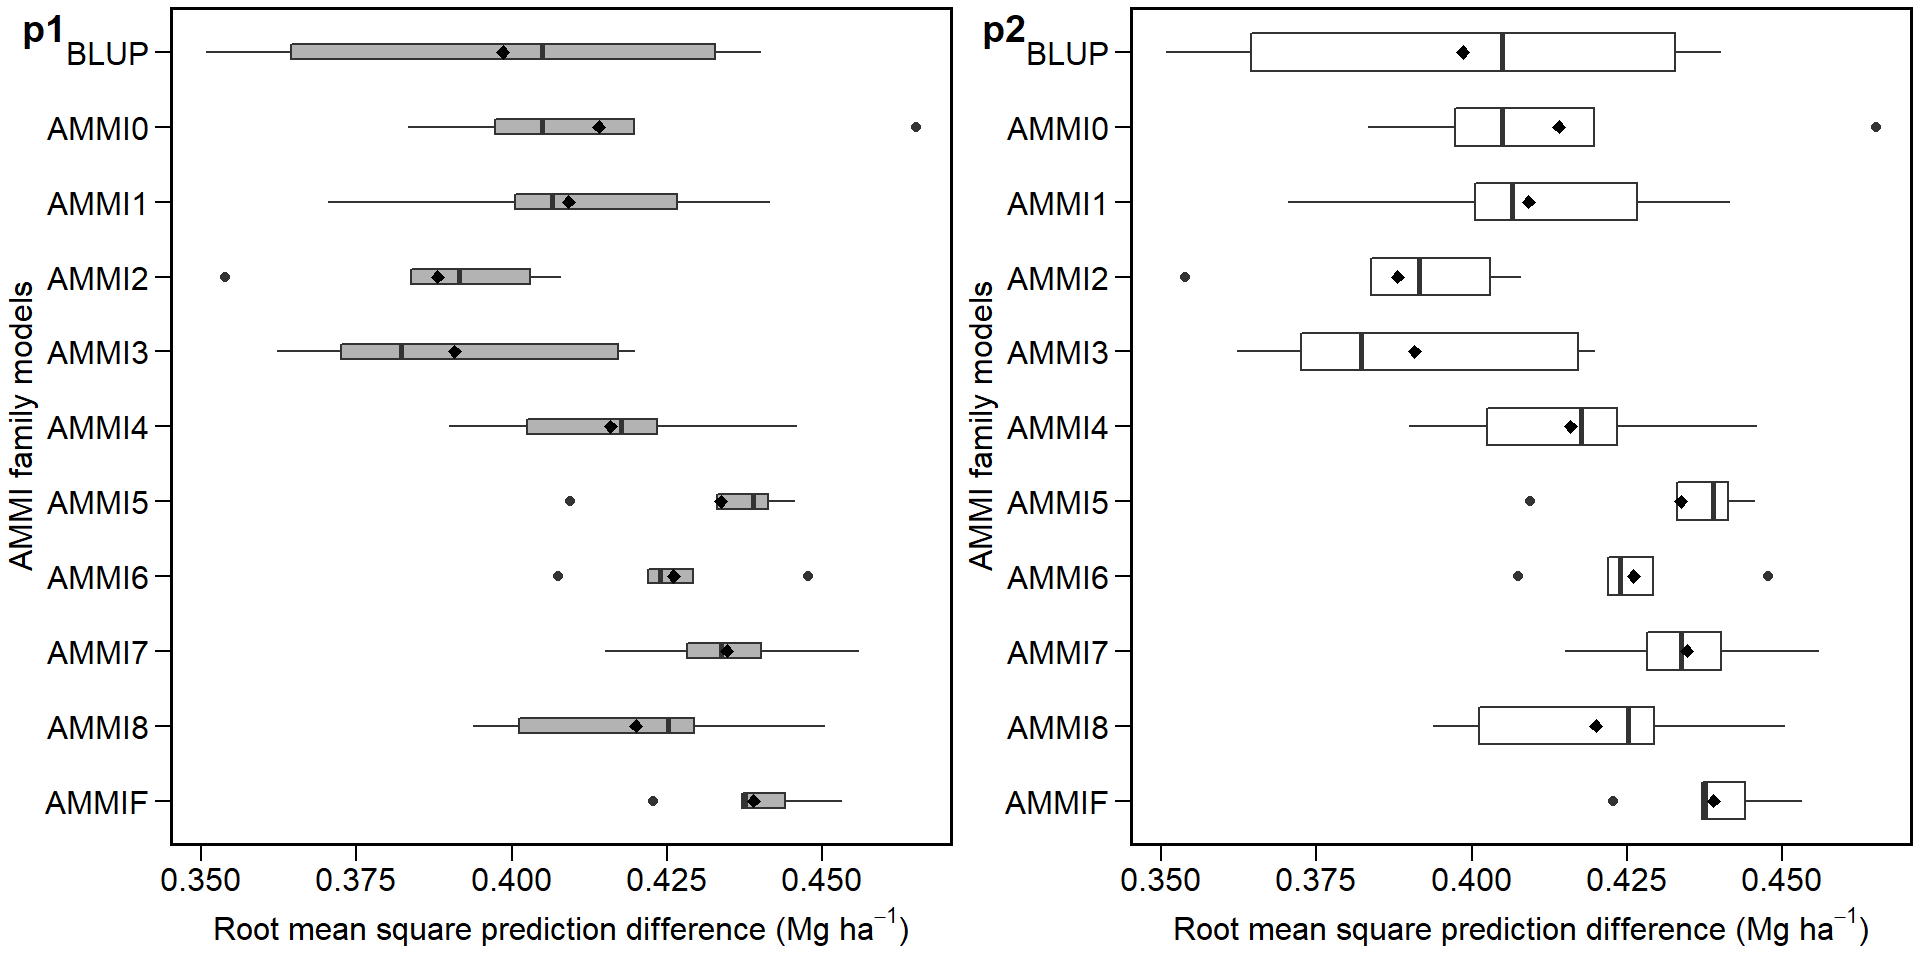 p1
BLUP
AMMI0
AMMI1
AMMI2
AMMI3
AMMI4
AMMI5
AMMI6
AMMI7
AMMI8
AMMIF
AMMI family models
0.350 0.375 0.400 0.425 0.450
Root mean square prediction difference (Mg ha⁻¹)
p2
BLUP
AMMI0
AMMI1
AMMI2
AMMI3
AMMI4
AMMI5
AMMI6
AMMI7
AMMI8
AMMIF
AMMI family models
0.350 0.375 0.400 0.425 0.450
Root mean square prediction difference (Mg ha⁻¹)